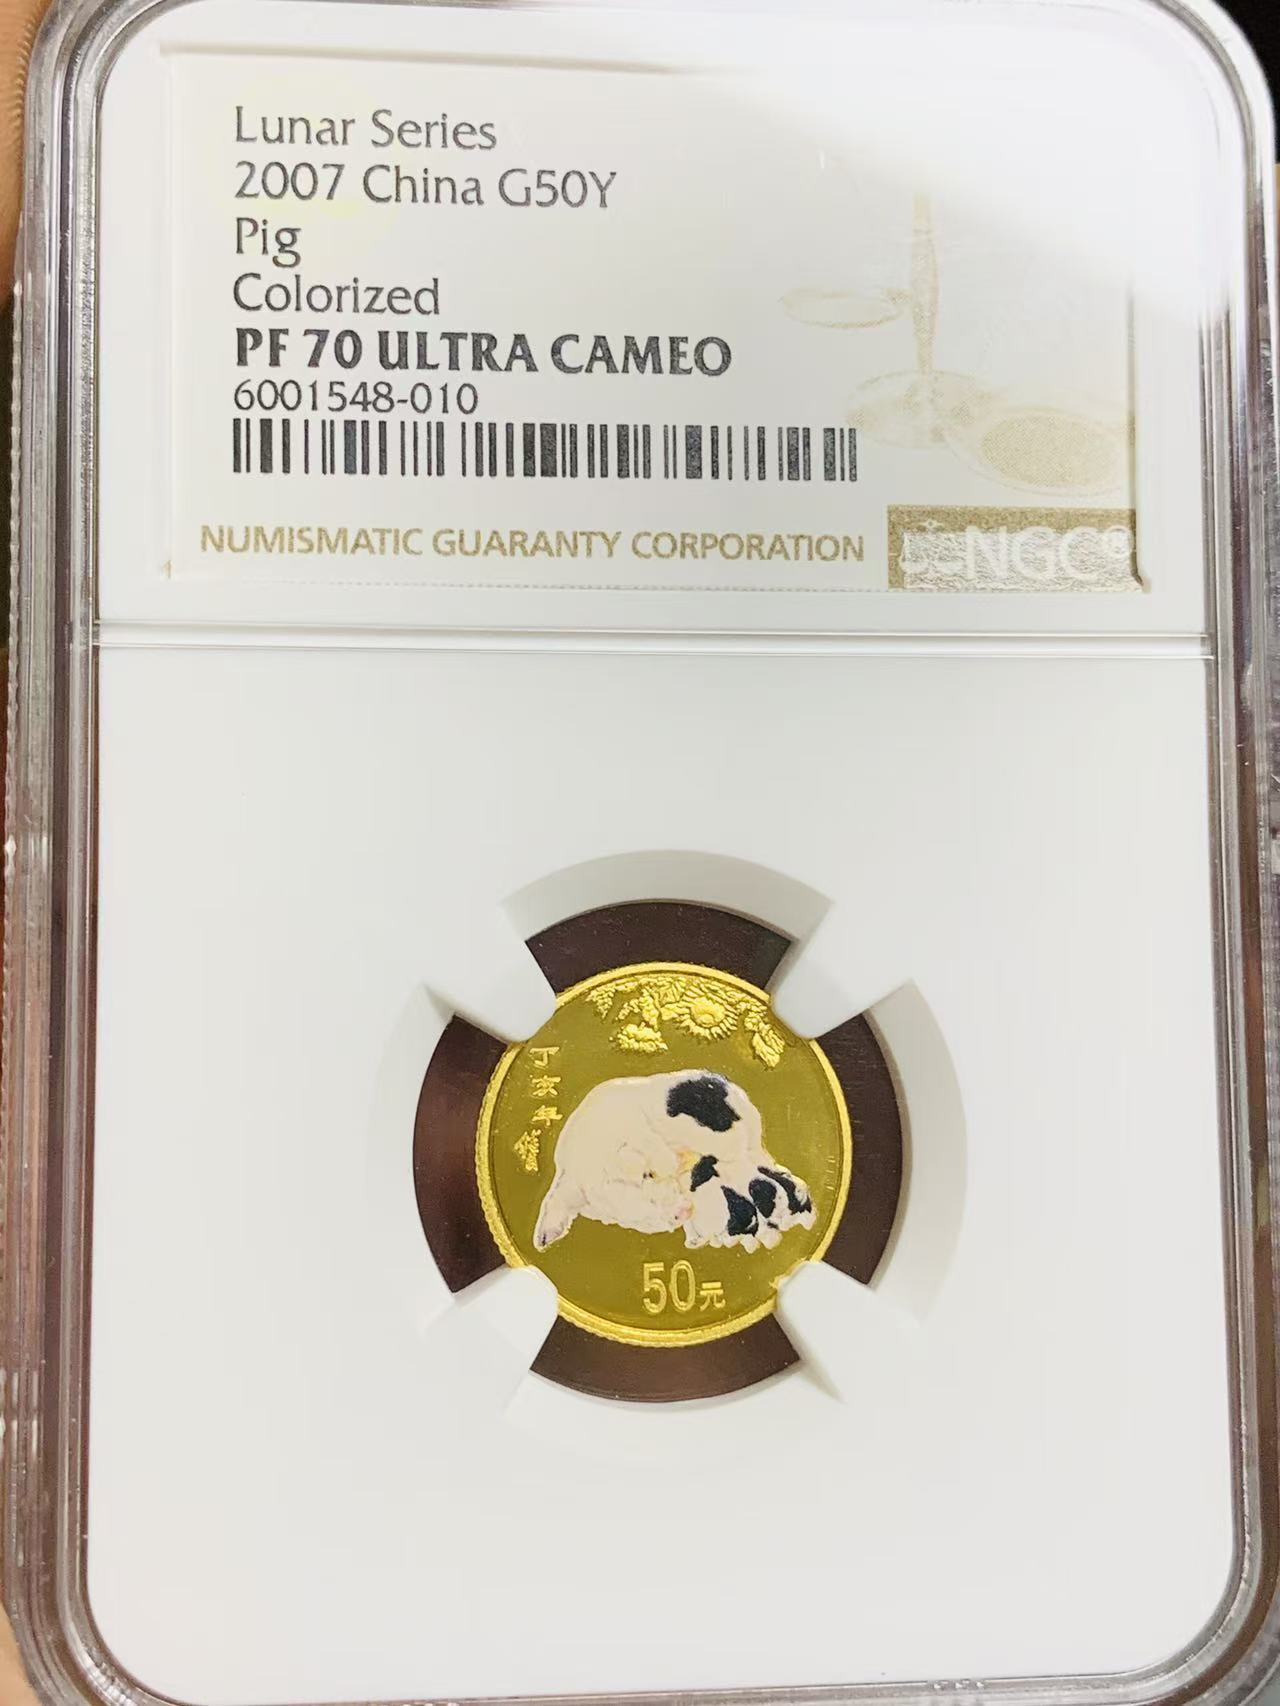 Lunar Series
2007 China G50Y
Pig
Colorized
PF 70 ULTRA CAMEO
6001548-010
NUMISMATIC GUARANTY CORPORATION
NGC®
丁亥年
50元